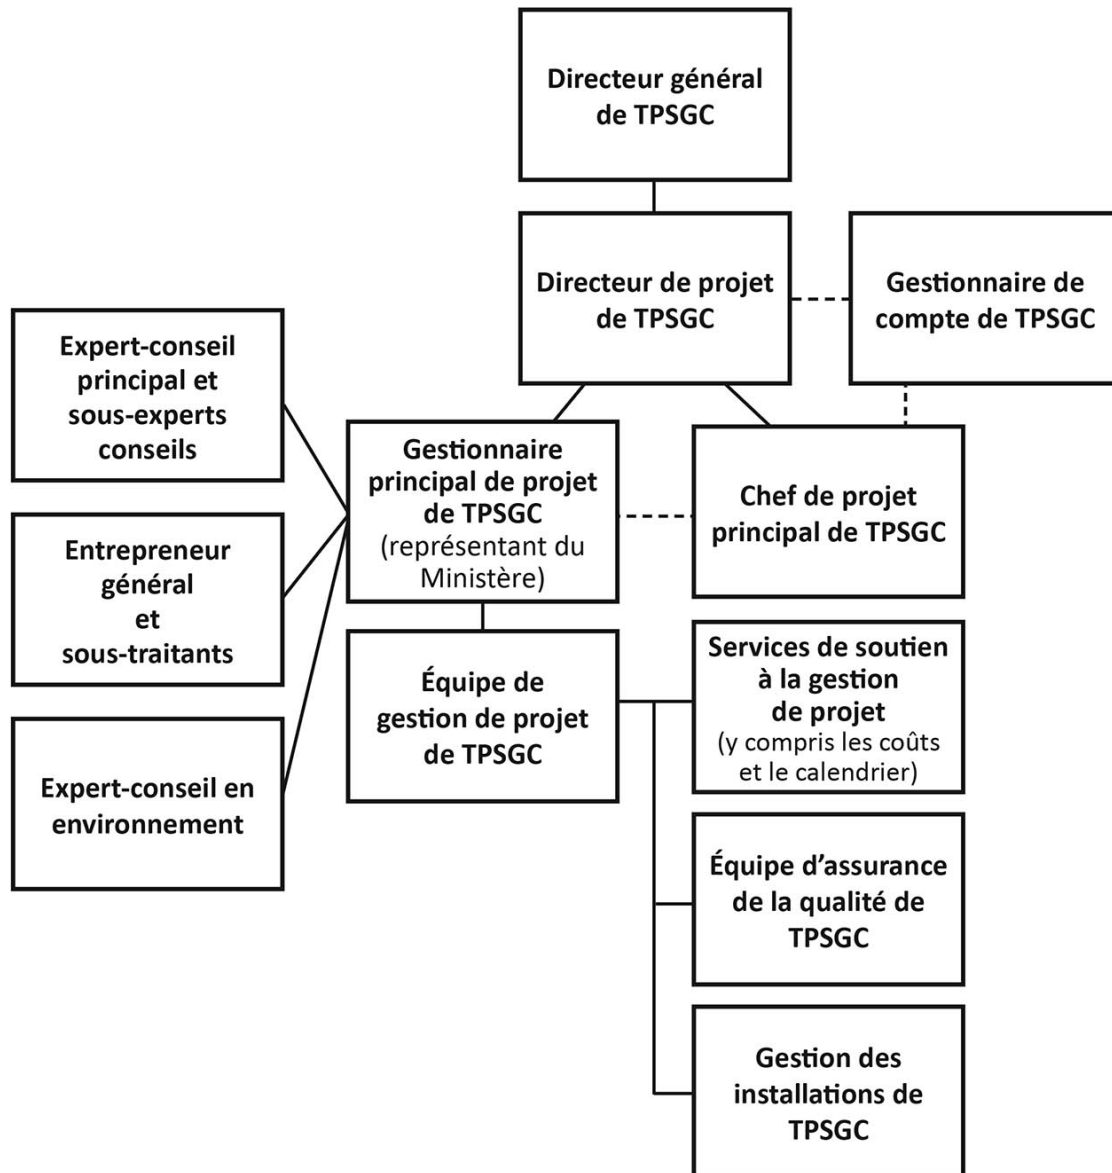 Directeur général
de TPSGC
Directeur de projet
de TPSGC
Gestionnaire de
compte de TPSGC
Expert-conseil
principal et
sous-experts
conseils
Gestionnaire
principal de projet
de TPSGC
(représentant du
Ministère)
Chef de projet
principal de TPSGC
Entrepreneur
général
et
sous-traitants
Équipe de
gestion de projet
de TPSGC
Services de soutien
à la gestion
de projet
(y compris les coûts
et le calendrier)
Expert-conseil en
environnement
Équipe d’assurance
de la qualité de
TPSGC
Gestion des
installations de
TPSGC